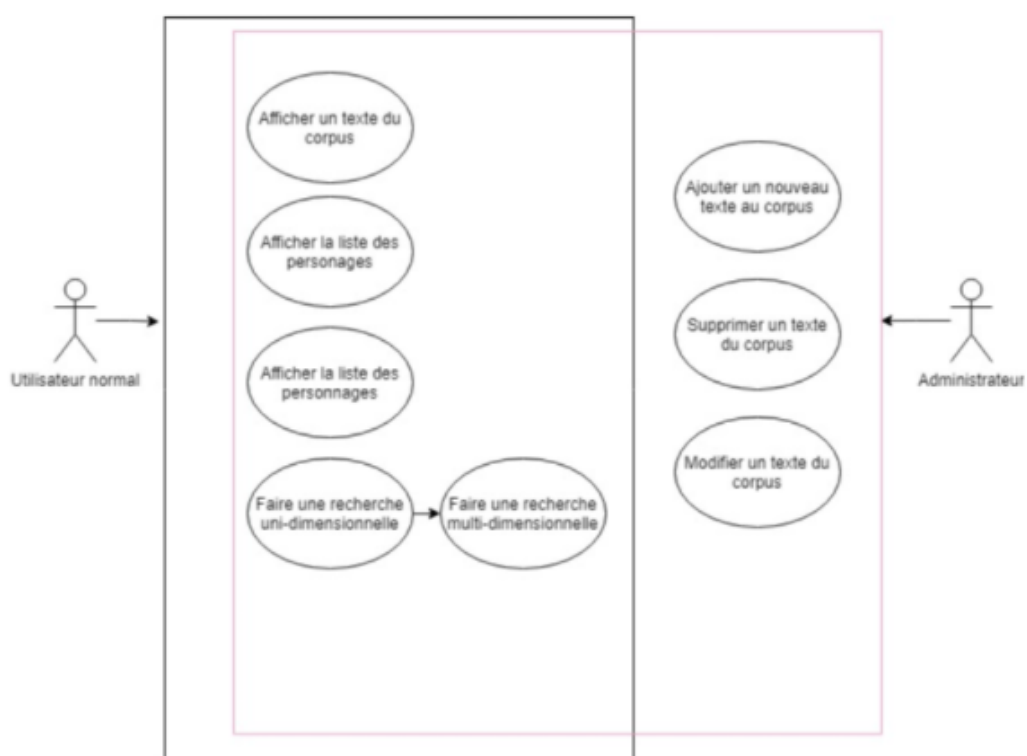 Afficher un texte du
corpus
Afficher la liste des
personages
Afficher la liste des
personnages
Faire une recherche
uni-dimensionnelle
Faire une recherche
multi-dimensionnelle
Ajouter un nouveau
texte au corpus
Supprimer un texte
du corpus
Modifier un texte du
corpus
Utilisateur normal
Administrateur